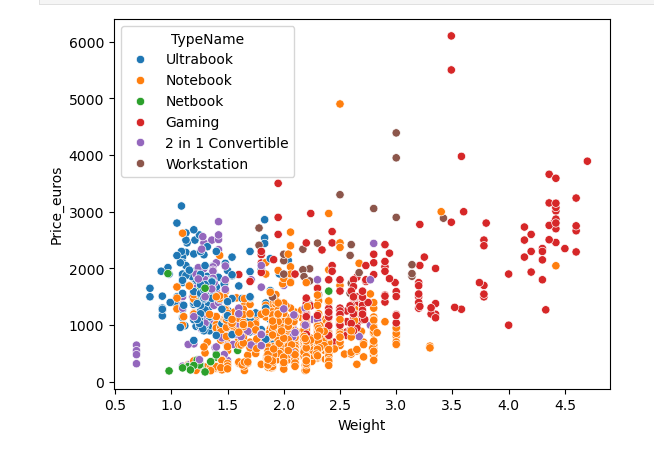 TypeName
Ultrabook
Notebook
Netbook
Gaming
2 in 1 Convertible
Workstation
6000
5000
4000
3000
2000
1000
0
Price_euros
0.5 1.0 1.5 2.0 2.5 3.0 3.5 4.0 4.5
Weight